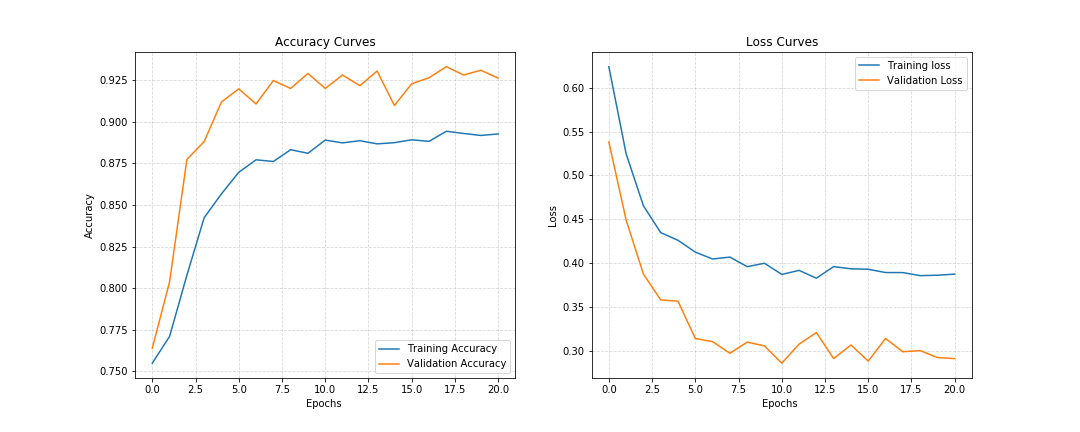 Accuracy Curves
0.925
0.900
0.875
0.850
0.825
0.800
0.775
0.750
Accuracy
0.0 2.5 5.0 7.5 10.0 12.5 15.0 17.5 20.0
Epochs
Training Accuracy
Validation Accuracy
Loss Curves
0.60
0.55
0.50
0.45
0.40
0.35
0.30
Loss
0.0 2.5 5.0 7.5 10.0 12.5 15.0 17.5 20.0
Epochs
Training loss
Validation Loss